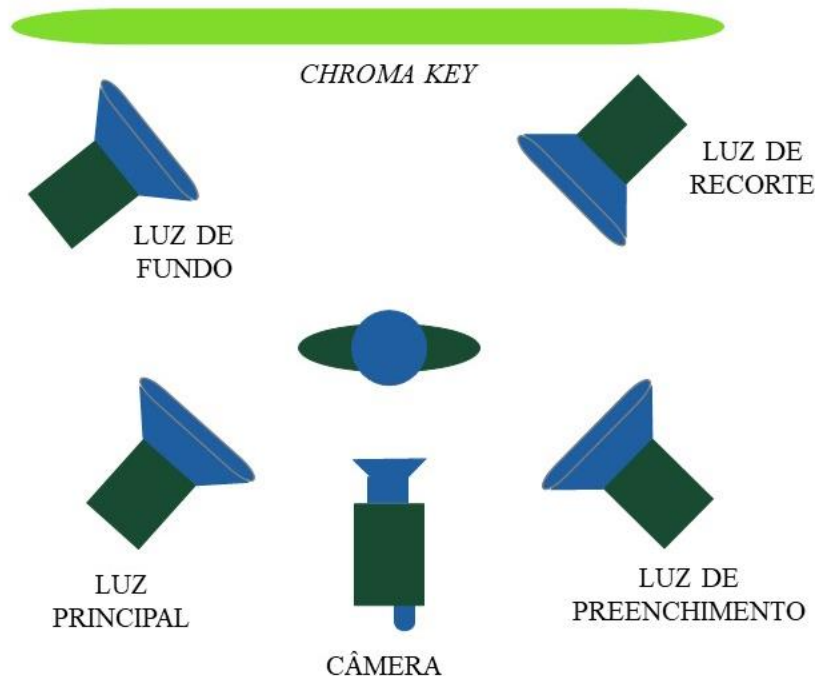 CHROMA KEY
LUZ DE
RECORTE
LUZ DE
FUNDO
LUZ
PRINCIPAL
LUZ DE
PREENCHIMENTO
CÂMERA